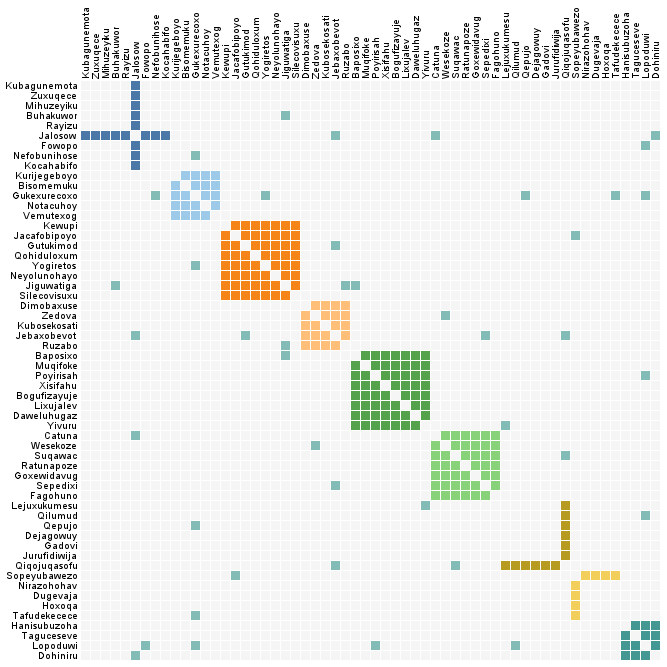 Kubagunemota
Zuxuqece
Mihuzeyiku
Buhakuwor
Rayizu
Jalosow
Fowopo
Nefobunihose
Kocahabifo
Kurijegeboyo
Bisomemuku
Gukexurecoxo
Notacuhoy
Vemutexog
Kewupi
Jacafobipoyo
Gutukimod
Qohiduloxum
Yogiretos
Neyolunohayo
Jiguwatiga
Silecovisuxu
Dimobaxuse
Zedova
Kubosekosati
Jebaxobevot
Ruzabo
Baposixo
Muqifoke
Poyirisah
Xisifahu
Bogufizayuje
Lixujalev
Daweluhugaz
Yivuru
Catuna
Wesekoze
Suqawac
Ratunapoze
Goxewidavug
Sepedixi
Fagohuno
Lejuxukumesu
Qilumud
Qepujo
Dejagowuy
Gadovi
Jurufidiwija
Qiqojuqasofu
Sopeyubawezo
Nirazohohav
Dugevaja
Hoxoqa
Tafudekecece
Hanisubuzoha
Taguceseve
Lopoduwi
Dohiniru
Kubagunemota
Zuxuqece
Mihuzeyiku
Buhakuwor
Rayizu
Jalosow
Fowopo
Nefobunihose
Kocahabifo
Kurijegeboyo
Bisomemuku
Gukexurecoxo
Notacuhoy
Vemutexog
Kewupi
Jacafobipoyo
Gutukimod
Qohiduloxum
Yogiretos
Neyolunohayo
Jiguwatiga
Silecovisuxu
Dimobaxuse
Zedova
Kubosekosati
Jebaxobevot
Ruzabo
Baposixo
Muqifoke
Poyirisah
Xisifahu
Bogufizayuje
Lixujalev
Daweluhugaz
Yivuru
Catuna
Wesekoze
Suqawac
Ratunapoze
Goxewidavug
Sepedixi
Fagohuno
Lejuxukumesu
Qilumud
Qepujo
Dejagowuy
Gadovi
Jurufidiwija
Qiqojuqasofu
Sopeyubawezo
Nirazohohav
Dugevaja
Hoxoqa
Tafudekecece
Hanisubuzoha
Taguceseve
Lopoduwi
Dohiniru